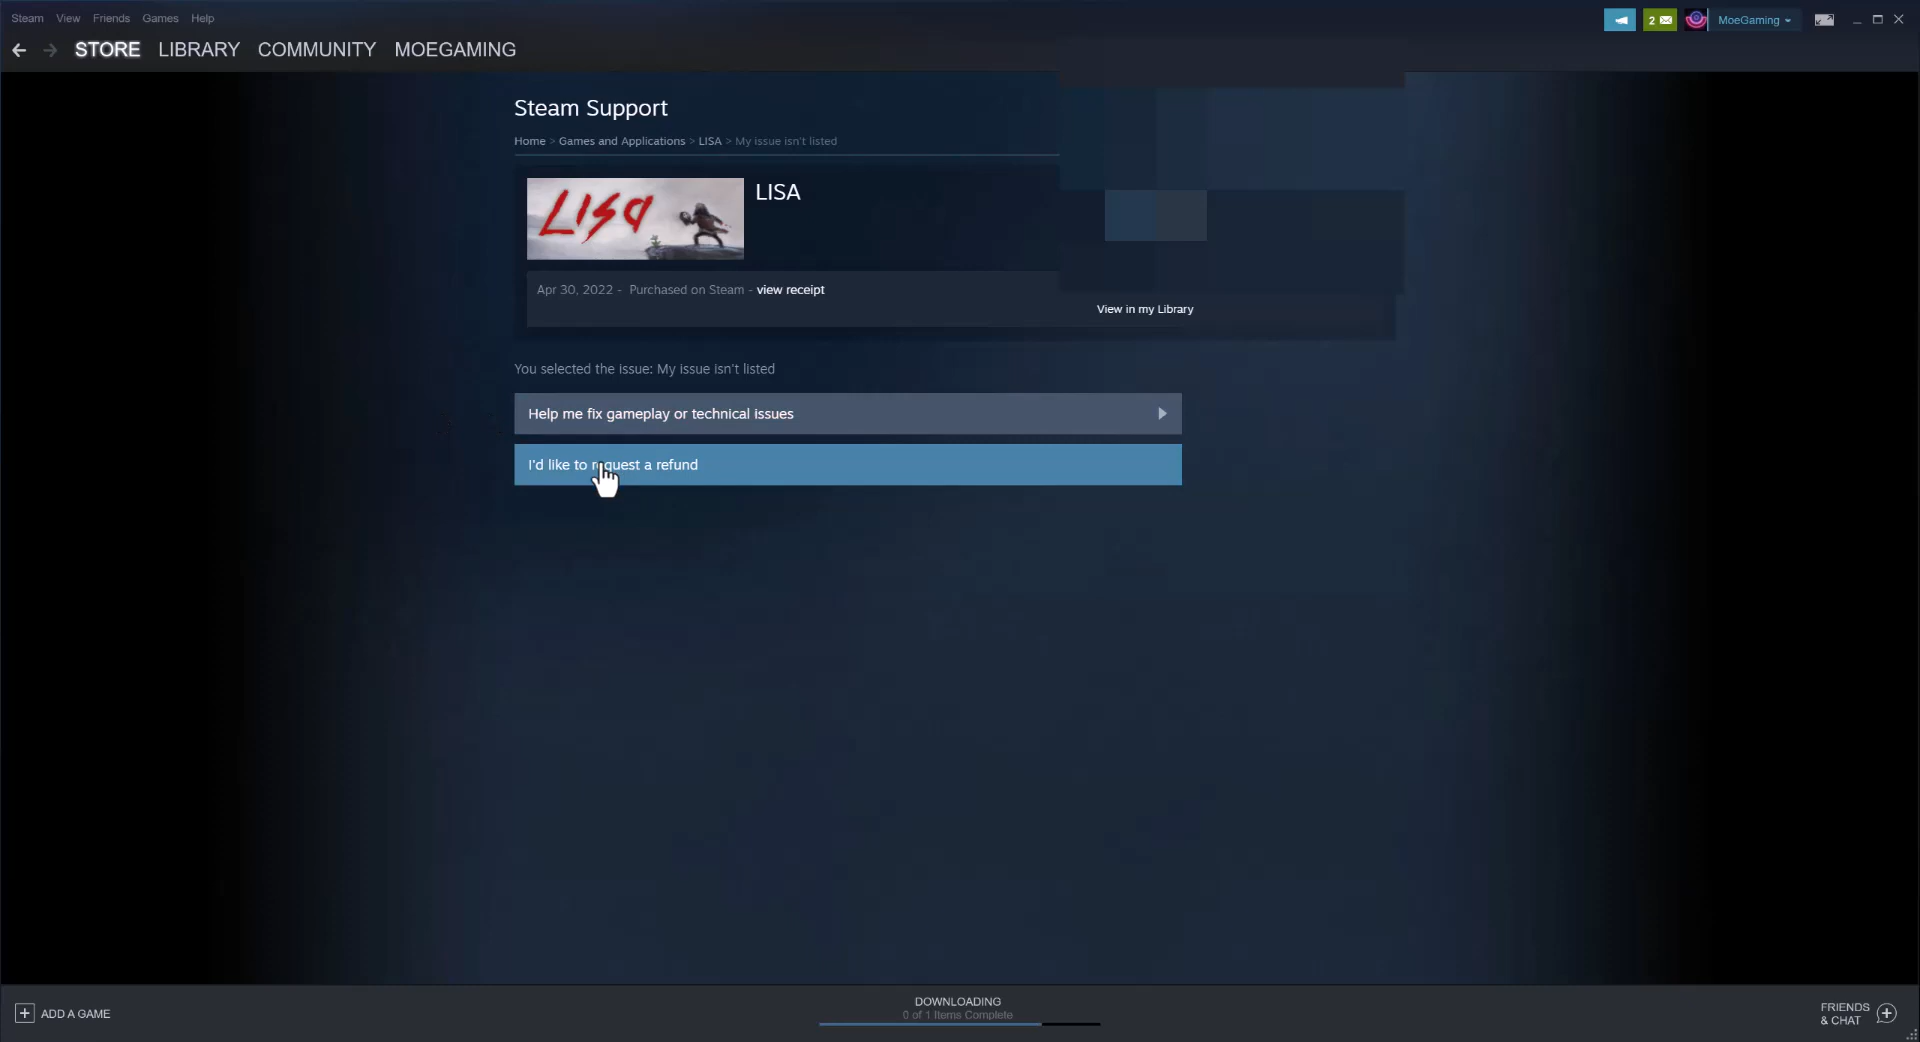 Steam View Friends Games Help
2
MoeGaming
STORE LIBRARY COMMUNITY MOEGAMING
Steam Support
Home > Games and Applications > LISA > My issue isn't listed
LISA
LISA
Apr 30, 2022 - Purchased on Steam - view receipt
View in my Library
You selected the issue: My issue isn't listed
Help me fix gameplay or technical issues
I'd like to request a refund
ADD A GAME
DOWNLOADING
0 of 1 Items Complete
FRIENDS
& CHAT